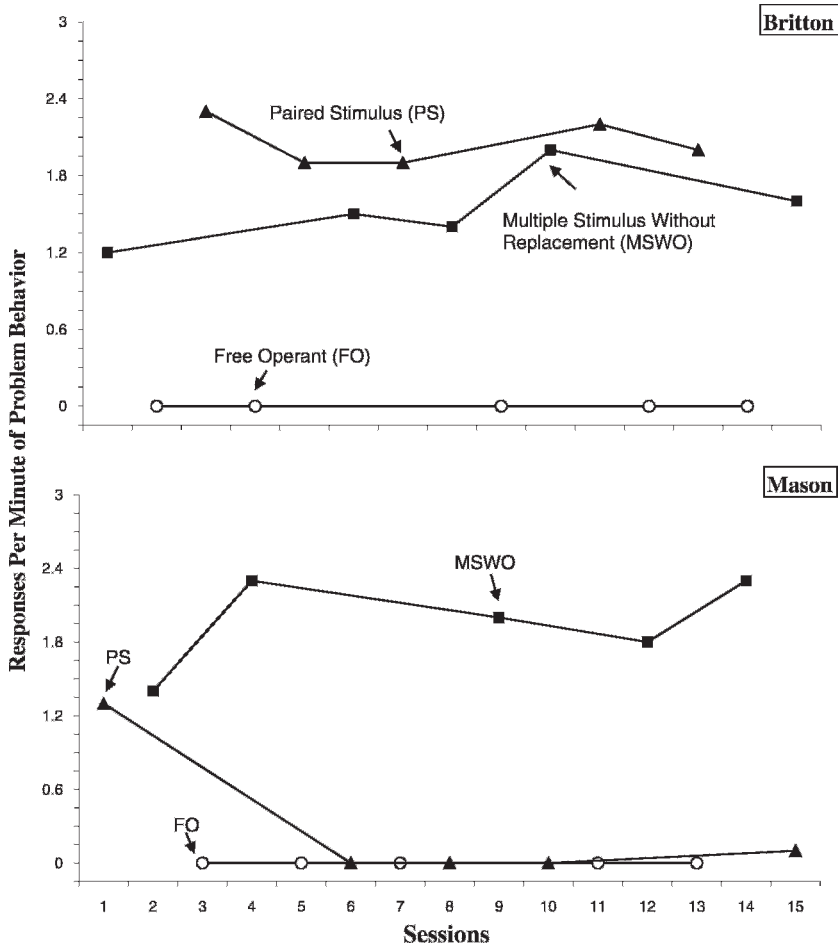 Responses Per Minute of Problem Behavior
Britton
3
2.4
1.8
1.2
0.6
0
Paired Stimulus (PS)
Multiple Stimulus Without
Replacement (MSWO)
Free Operant (FO)
Mason
3
2.4
1.8
1.2
0.6
0
MSWO
PS
FO
1 2 3 4 5 6 7 8 9 10 11 12 13 14 15
Sessions